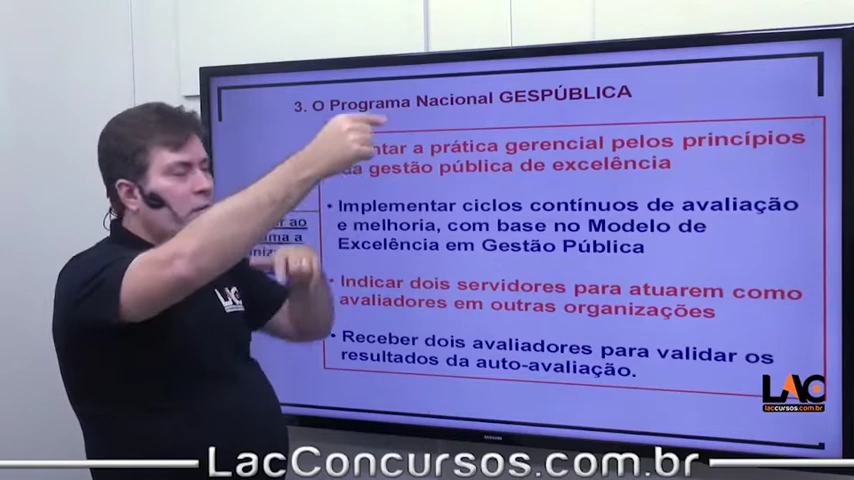 3. O Programa Nacional GESPÚBLICA
a prática gerencial pelos princípios
gestão pública de excelência
ao
a
• Implementar ciclos contínuos de avaliação
e melhoria, com base no Modelo de
Excelência em Gestão Pública
• Indicar dois servidores para atuarem como
avaliadores em outras organizações
• Receber dois avaliadores para validar os
resultados da auto-avaliação.
LAC
laccursos.com.br
SAMSUNG
LacConcursos.com.br